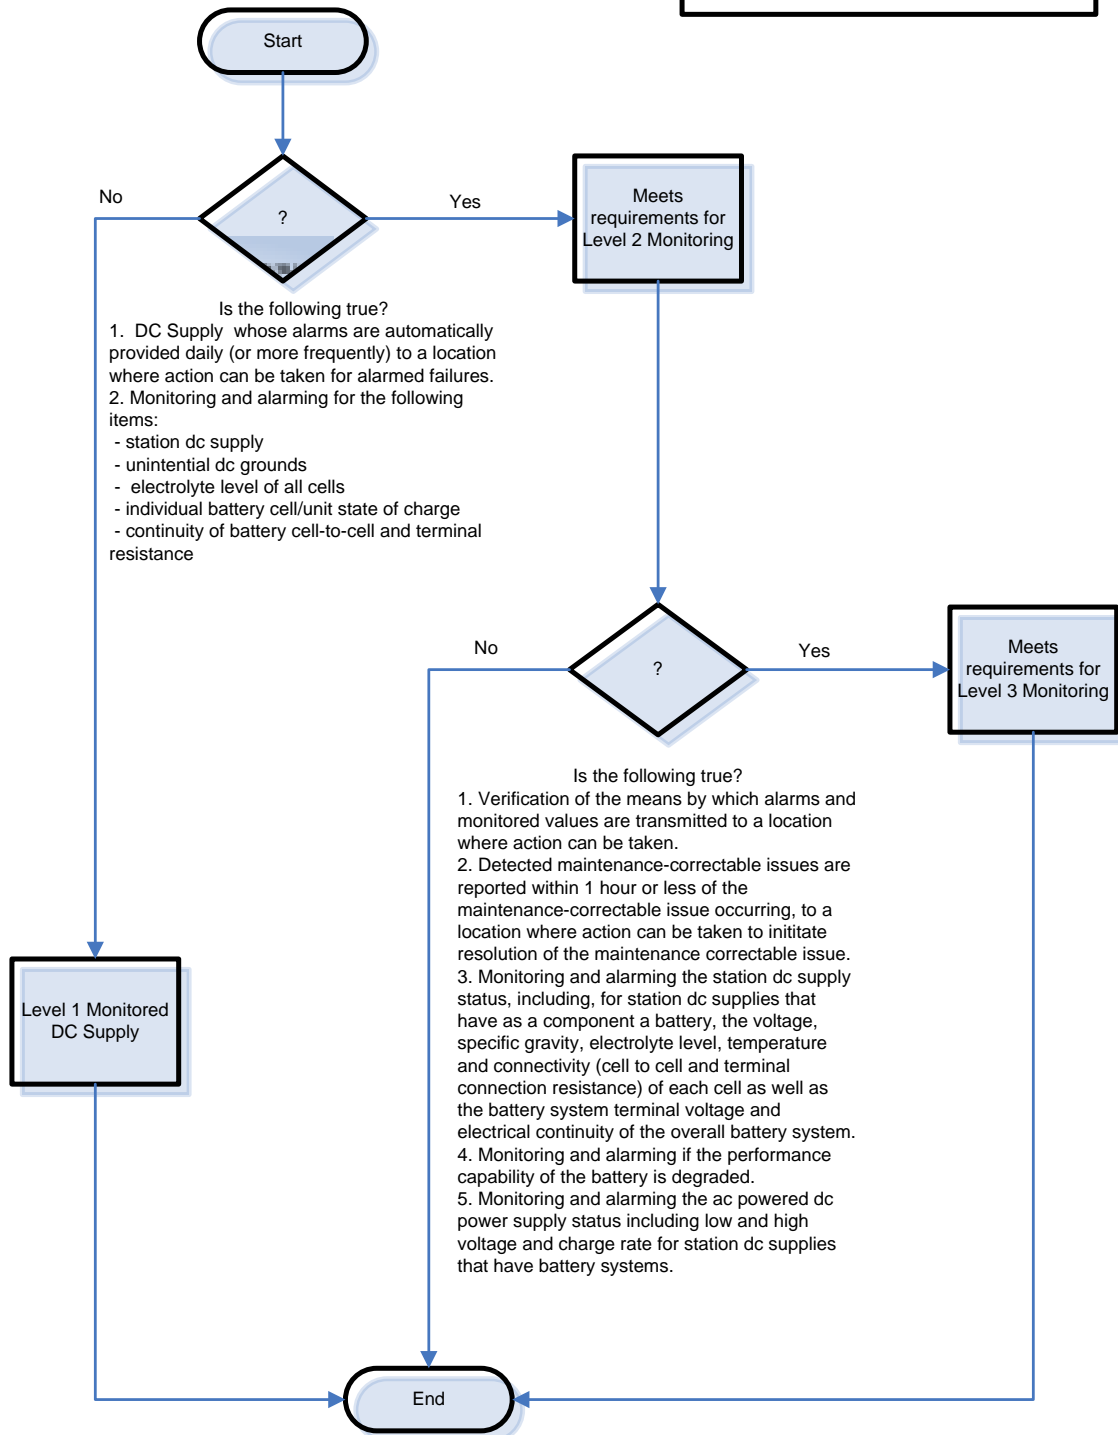 Start
No
?
Yes
Meets
requirements for
Level 2 Monitoring
Is the following true?
1.  DC Supply  whose alarms are automatically
provided daily (or more frequently) to a location
where action can be taken for alarmed failures.
2. Monitoring and alarming for the following
items:
- station dc supply
- unintential dc grounds
-  electrolyte level of all cells
- individual battery cell/unit state of charge
- continuity of battery cell-to-cell and terminal
resistance
No
?
Yes
Meets
requirements for
Level 3 Monitoring
Is the following true?
1. Verification of the means by which alarms and
monitored values are transmitted to a location
where action can be taken.
2. Detected maintenance-correctable issues are
reported within 1 hour or less of the
maintenance-correctable issue occurring, to a
location where action can be taken to inititate
resolution of the maintenance correctable issue.
3. Monitoring and alarming the station dc supply
status, including, for station dc supplies that
have as a component a battery, the voltage,
specific gravity, electrolyte level, temperature
and connectivity (cell to cell and terminal
connection resistance) of each cell as well as
the battery system terminal voltage and
electrical continuity of the overall battery system.
4. Monitoring and alarming if the performance
capability of the battery is degraded.
5. Monitoring and alarming the ac powered dc
power supply status including low and high
voltage and charge rate for station dc supplies
that have battery systems.
Level 1 Monitored
DC Supply
End